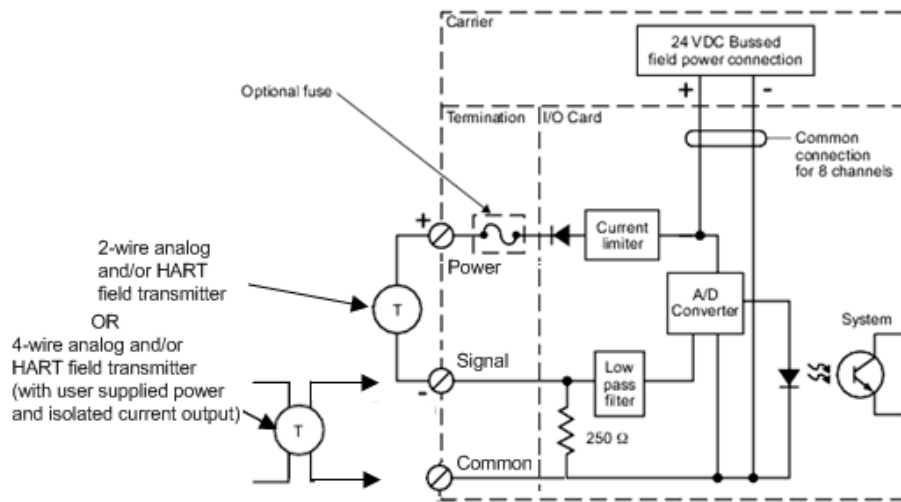 Carrier
24 VDC Bussed
field power connection
+
-
Optional fuse
Termination
I/O Card
Common
connection
for 8 channels
+
Current
limiter
Power
2-wire analog
and/or HART
field transmitter
OR
4-wire analog and/or
HART field transmitter
(with user supplied power
and isolated current output)
T
A/D
Converter
System
Signal
-
Low
pass
filter
T
250 Ω
Common